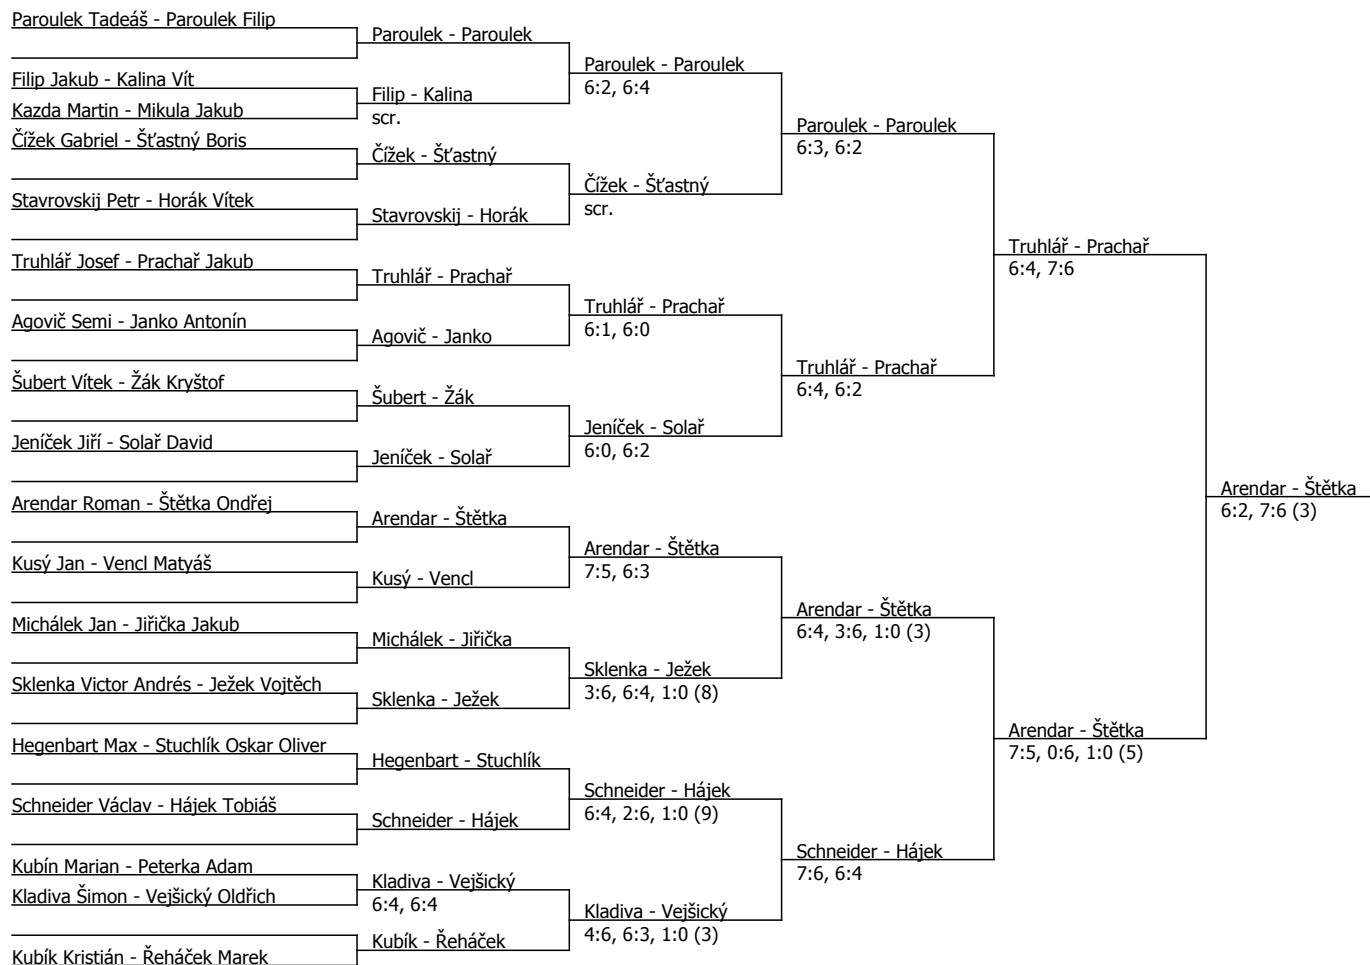 Paroulek Tadeáš - Paroulek Filip
Filip Jakub - Kalina Vít
Kazda Martin - Mikula Jakub
Čížek Gabriel - Šťastný Boris
Stavrovskij Petr - Horák Vítek
Truhlář Josef - Prachař Jakub
Agovič Semi - Janko Antonín
Šubert Vítek - Žák Kryštof
Jeníček Jiří - Solař David
Arendar Roman - Štětka Ondřej
Kusý Jan - Vencl Matyáš
Michálek Jan - Jiřička Jakub
Sklenka Victor Andrés - Ježek Vojtěch
Hegenbart Max - Stuchlík Oskar Oliver
Schneider Václav - Hájek Tobiáš
Kubín Marian - Peterka Adam
Kladiva Šimon - Vejšický Oldřich
Kubík Kristián - Řeháček Marek
Paroulek - Paroulek
Filip - Kalina
scr.
Čížek - Šťastný
Stavrovskij - Horák
Truhlář - Prachař
Agovič - Janko
Šubert - Žák
Jeníček - Solař
Arendar - Štětka
Kusý - Vencl
Michálek - Jiřička
Sklenka - Ježek
Hegenbart - Stuchlík
Schneider - Hájek
Kladiva - Vejšický
6:4, 6:4
Kubík - Řeháček
Paroulek - Paroulek
6:2, 6:4
Čížek - Šťastný
scr.
Truhlář - Prachař
6:1, 6:0
Jeníček - Solař
6:0, 6:2
Arendar - Štětka
7:5, 6:3
Sklenka - Ježek
3:6, 6:4, 1:0 (8)
Schneider - Hájek
6:4, 2:6, 1:0 (9)
Kladiva - Vejšický
4:6, 6:3, 1:0 (3)
Paroulek - Paroulek
6:3, 6:2
Truhlář - Prachař
6:4, 6:2
Arendar - Štětka
6:4, 3:6, 1:0 (3)
Schneider - Hájek
7:6, 6:4
Truhlář - Prachař
6:4, 7:6
Arendar - Štětka
7:5, 0:6, 1:0 (5)
Arendar - Štětka
6:2, 7:6 (3)